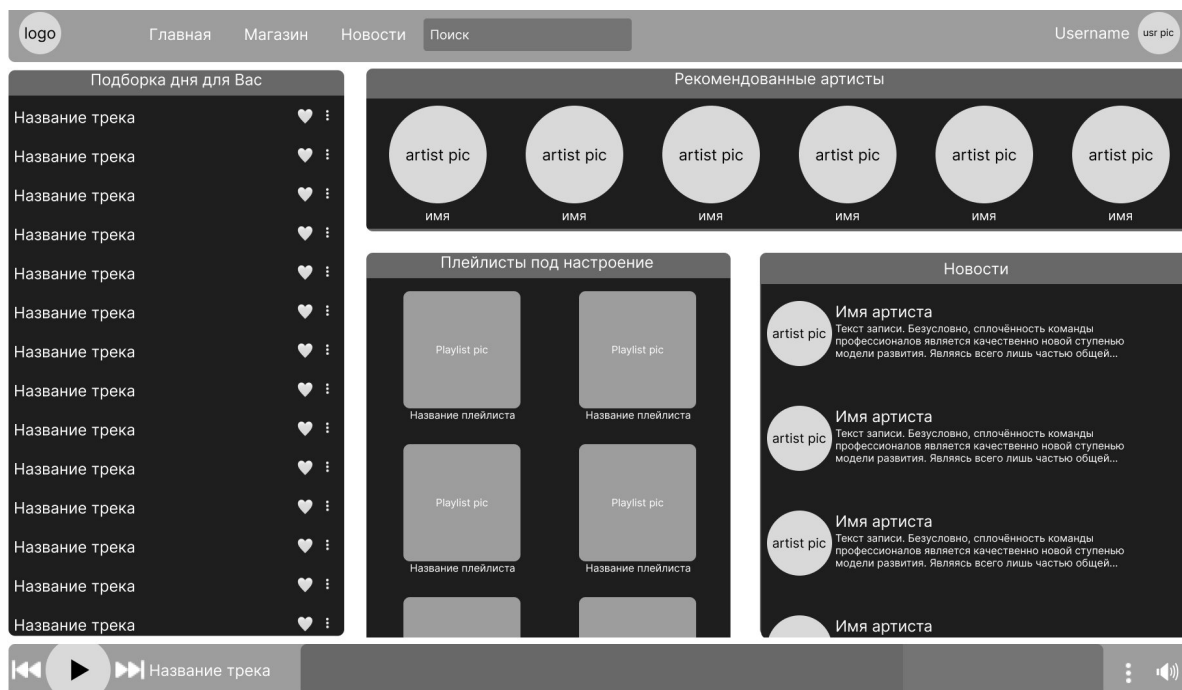 logo
Главная
Магазин
Новости
Поиск
Username
usr pic
Подборка дня для Вас
Название трека
Название трека
Название трека
Название трека
Название трека
Название трека
Название трека
Название трека
Название трека
Название трека
Название трека
Название трека
Название трека
Название трека
Рекомендованные артисты
artist pic
artist pic
artist pic
artist pic
artist pic
artist pic
имя
имя
имя
имя
имя
имя
Плейлисты под настроение
Playlist pic
Playlist pic
Название плейлиста
Название плейлиста
Playlist pic
Playlist pic
Название плейлиста
Название плейлиста
Новости
artist pic
Имя артиста
Текст записи. Безусловно, сплочённость команды
профессионалов является качественно новой ступенью
модели развития. Являясь всего лишь частью общей...
artist pic
Имя артиста
Текст записи. Безусловно, сплочённость команды
профессионалов является качественно новой ступенью
модели развития. Являясь всего лишь частью общей...
artist pic
Имя артиста
Текст записи. Безусловно, сплочённость команды
профессионалов является качественно новой ступенью
модели развития. Являясь всего лишь частью общей...
Имя артиста
Название трека